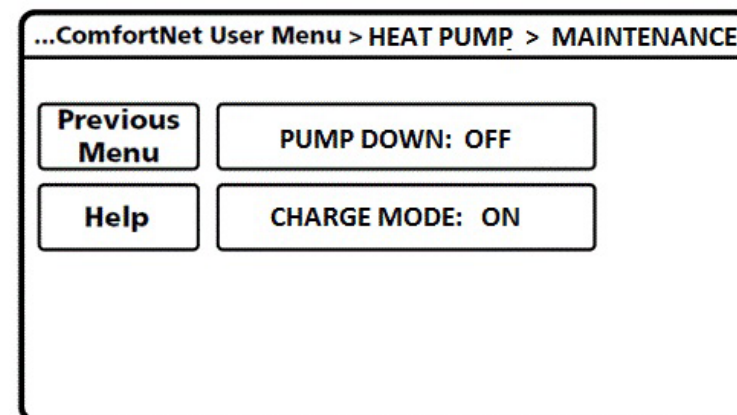 ...ComfortNet User Menu > HEAT PUMP > MAINTENANCE
Previous
Menu
PUMP DOWN: OFF
Help
CHARGE MODE: ON